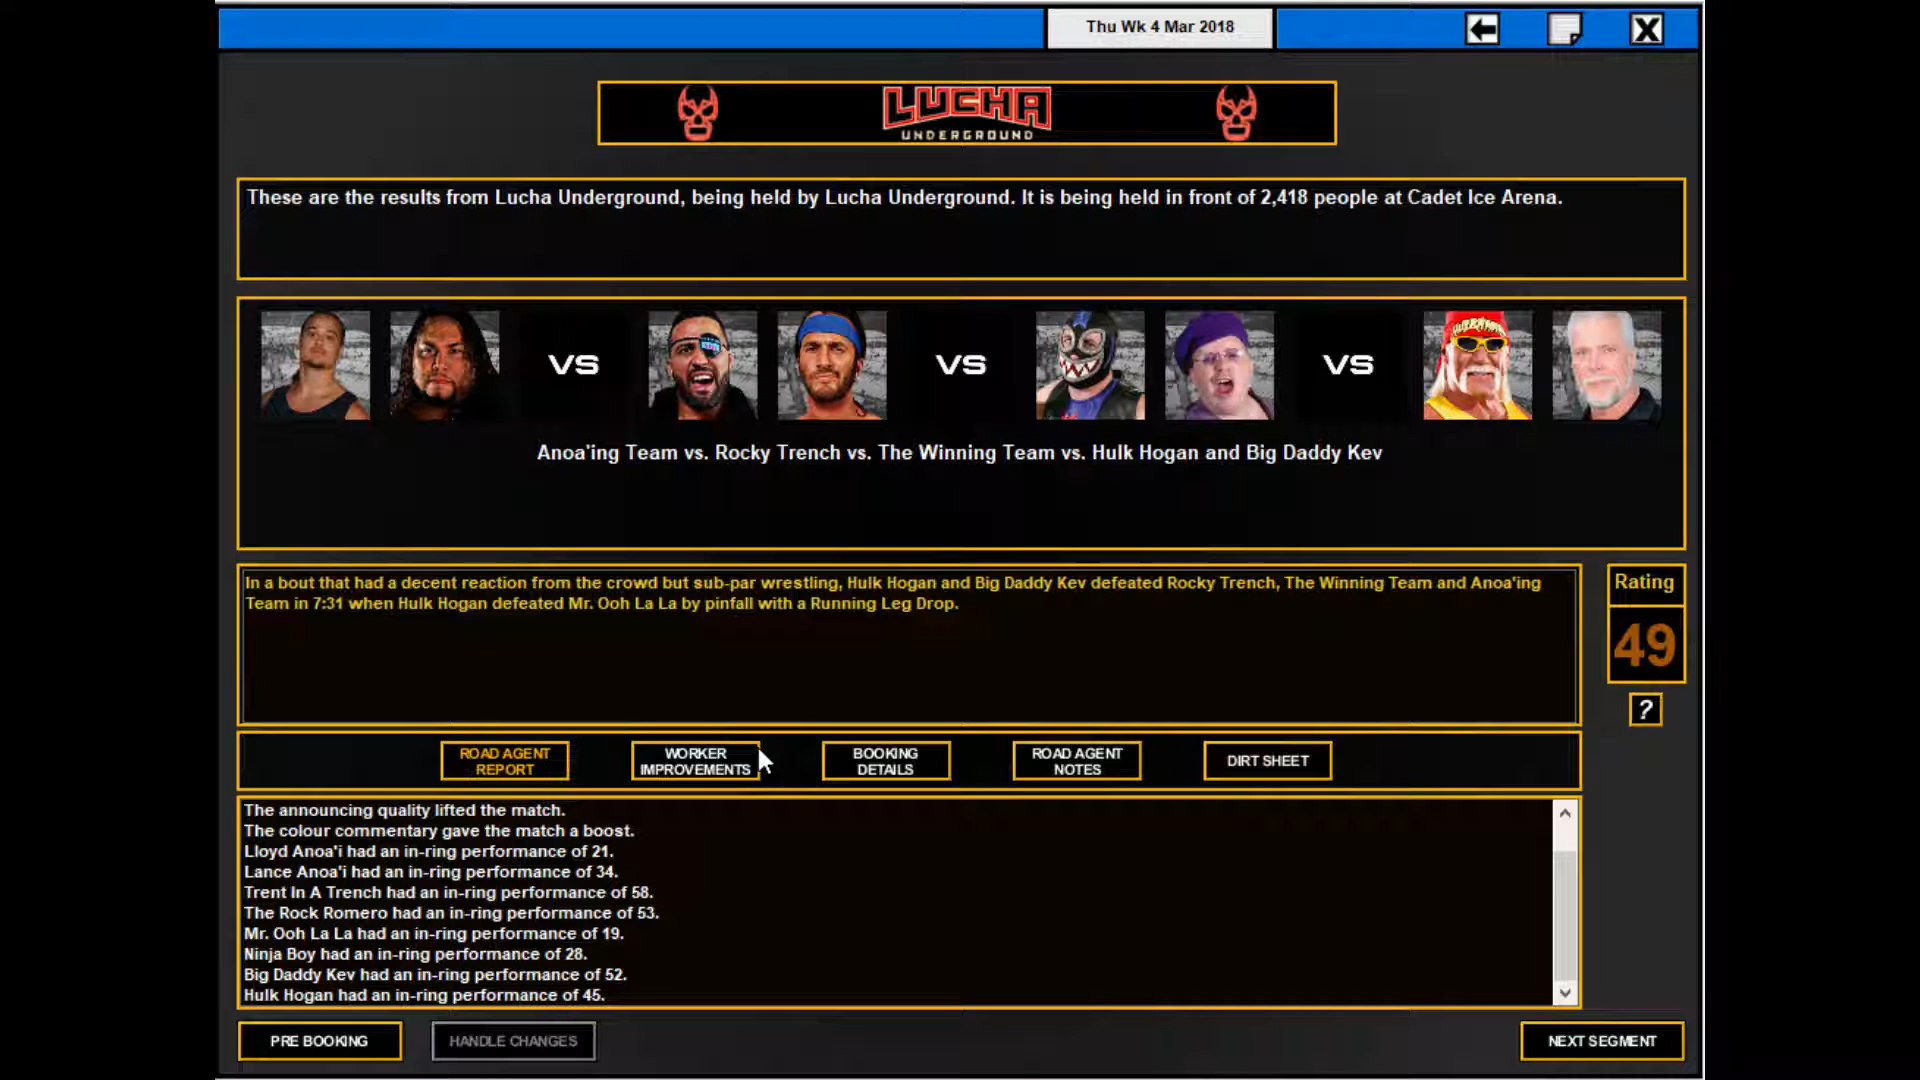 Thu Wk 4 Mar 2018
LUCHA
UNDERGROUND
These are the results from Lucha Underground, being held by Lucha Underground. It is being held in front of 2,418 people at Cadet Ice Arena.
VS VS VS
Anoa'ing Team vs. Rocky Trench vs. The Winning Team vs. Hulk Hogan and Big Daddy Kev
In a bout that had a decent reaction from the crowd but sub-par wrestling, Hulk Hogan and Big Daddy Kev defeated Rocky Trench, The Winning Team and Anoa'ing
Team in 7:31 when Hulk Hogan defeated Mr. Ooh La La by pinfall with a Running Leg Drop.
Rating
49
?
ROAD AGENT
REPORT
WORKER
IMPROVEMENTS
BOOKING
DETAILS
ROAD AGENT
NOTES
DIRT SHEET
The announcing quality lifted the match.
The colour commentary gave the match a boost.
Lloyd Anoa'i had an in-ring performance of 21.
Lance Anoa'i had an in-ring performance of 34.
Trent In A Trench had an in-ring performance of 58.
The Rock Romero had an in-ring performance of 53.
Mr. Ooh La La had an in-ring performance of 19.
Ninja Boy had an in-ring performance of 28.
Big Daddy Kev had an in-ring performance of 52.
Hulk Hogan had an in-ring performance of 45.
PRE BOOKING
HANDLE CHANGES
NEXT SEGMENT